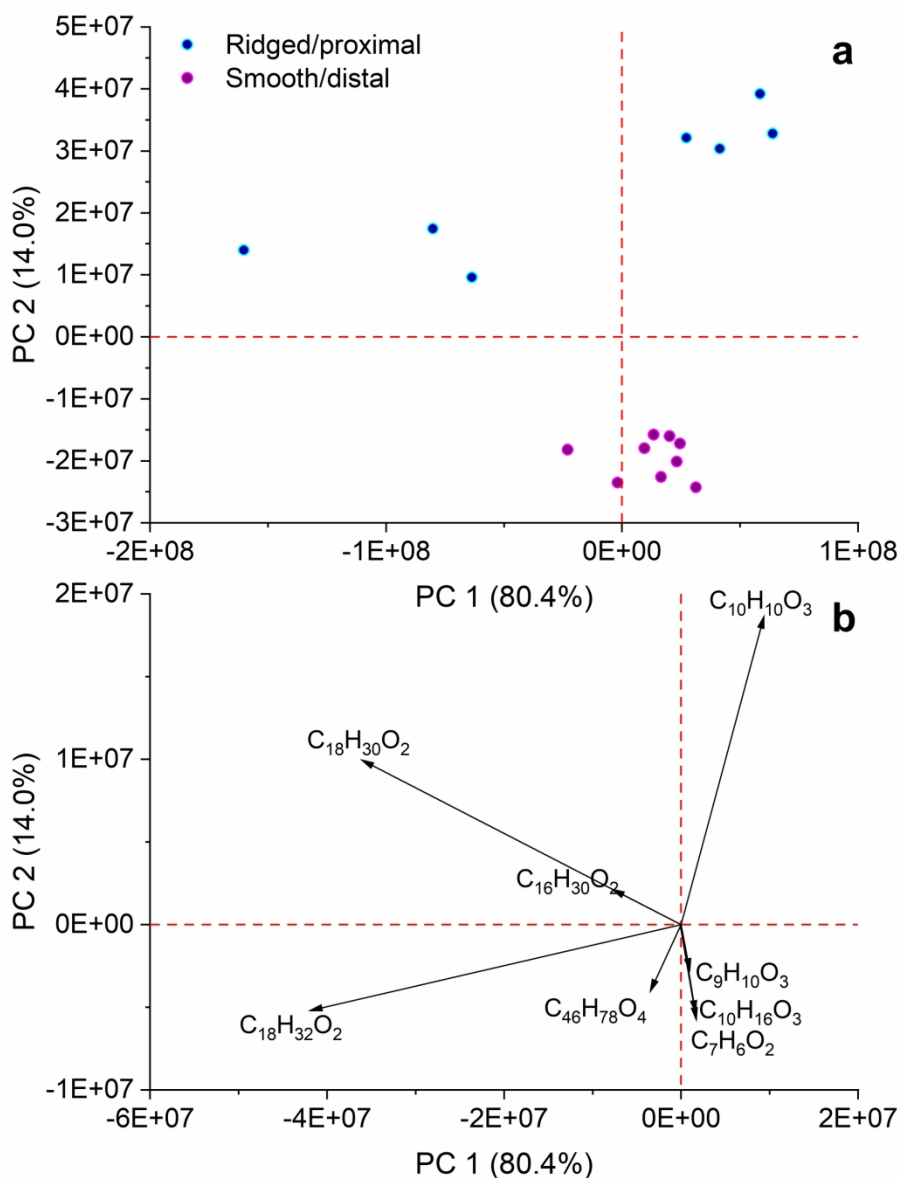 a
Ridged/proximal
Smooth/distal
5E+07
4E+07
3E+07
2E+07
1E+07
0E+00
-1E+07
-2E+07
-3E+07
PC 2 (14.0%)
-2E+08 -1E+08 0E+00 1E+08
PC 1 (80.4%)
b
2E+07
1E+07
0E+00
-1E+07
PC 2 (14.0%)
C₁₀H₁₀O₃
C₁₈H₃₀O₂
C₁₆H₃₀O₂
C₉H₁₀O₃
C₄₆H₇₈O₄
C₁₀H₁₆O₃
C₁₈H₃₂O₂
C₇H₆O₂
-6E+07 -4E+07 -2E+07 0E+00 2E+07
PC 1 (80.4%)